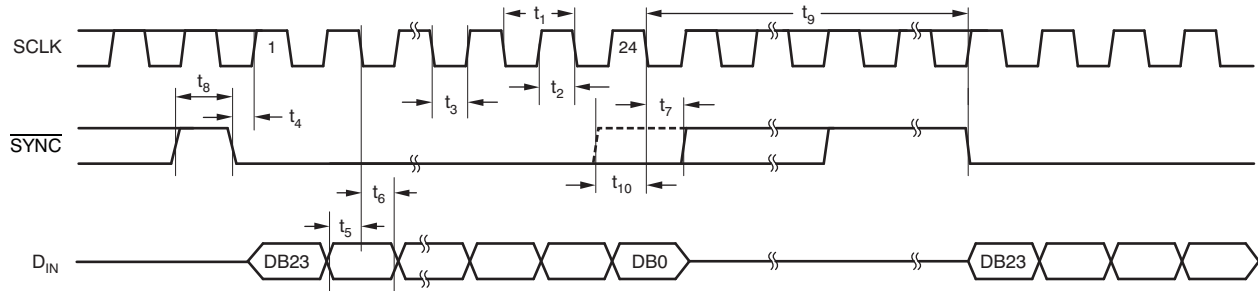 t1 t9
SCLK 1 24
t8 t4 t3 t2 t7
SYNC
t10
t6
t5
DIN DB23 DB0 DB23